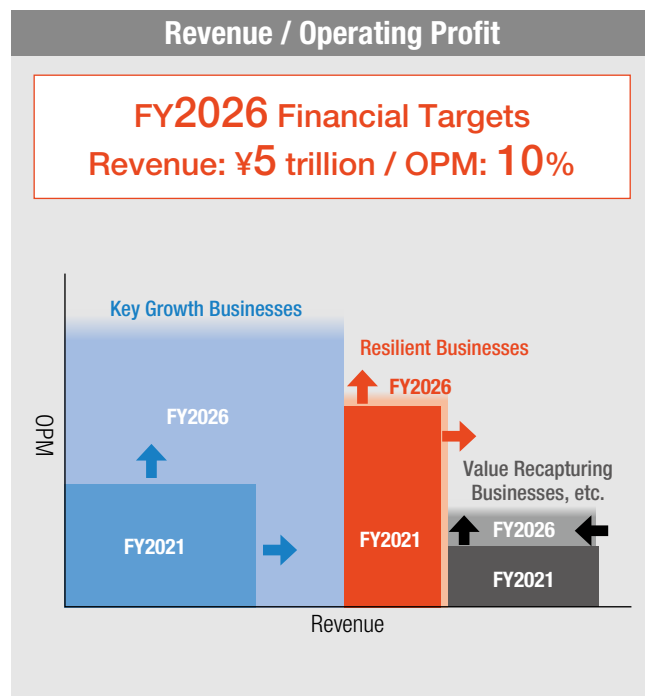 Revenue / Operating Profit
FY2026 Financial Targets
Revenue: ¥5 trillion / OPM: 10%
Key Growth Businesses
Resilient Businesses
FY2026
FY2026
OPM
Value Recapturing
Businesses, etc.
FY2026
FY2021
FY2021
FY2021
Revenue